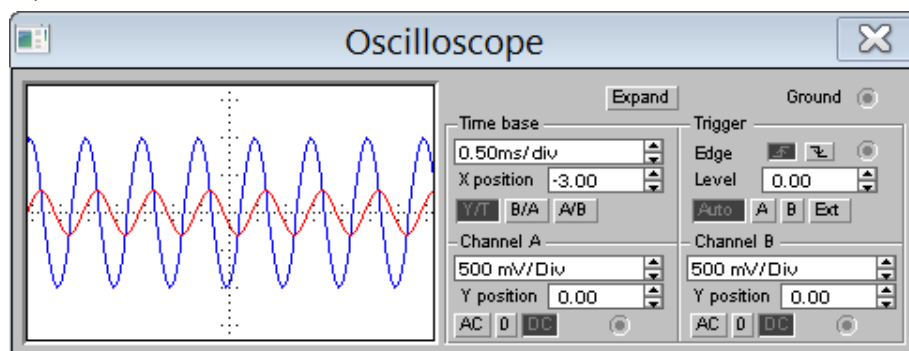 Oscilloscope
Expand
Ground
Time base
0.50ms/div
X position -3.00
Y/T B/A A/B
Trigger
Edge
Level 0.00
Auto A B Ext
Channel A
500 mV/Div
Y position 0.00
AC 0 DC
Channel B
500 mV/Div
Y position 0.00
AC 0 DC